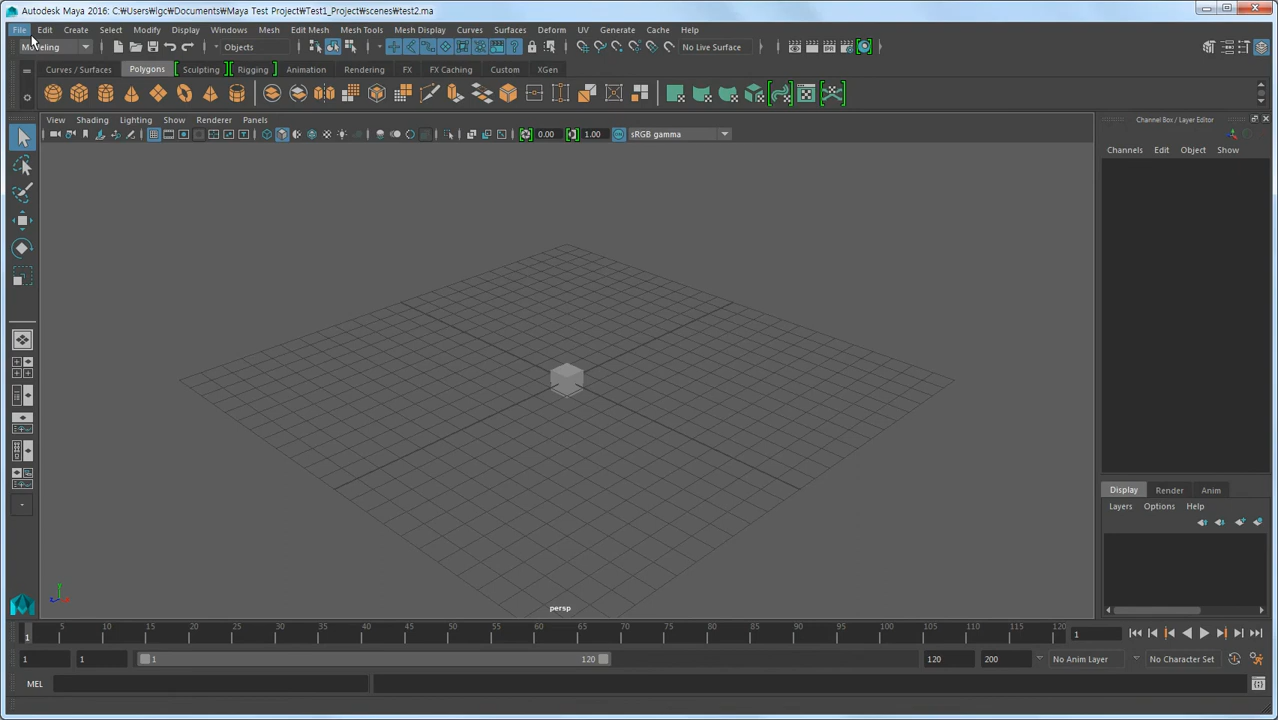 Autodesk Maya 2016: C:₩Users₩lgc₩Documents₩Maya Test Project₩Test1_Project₩scenes₩test2.ma
File Edit Create Select Modify Display Windows Mesh Edit Mesh Mesh Tools Mesh Display Curves Surfaces Deform UV Generate Cache Help
Modeling Objects No Live Surface
Curves / Surfaces Polygons Sculpting Rigging Animation Rendering FX FX Caching Custom XGen
Channel Box / Layer Editor
View Shading Lighting Show Renderer Panels
0.00 1.00 sRGB gamma
Channels Edit Object Show
Display Render Anim
Layers Options Help
persp
1 5 10 15 20 25 30 35 40 45 50 55 60 65 70 75 80 85 90 95 100 105 110 115 120 1
1 1 1 120 120 200 No Anim Layer No Character Set
MEL